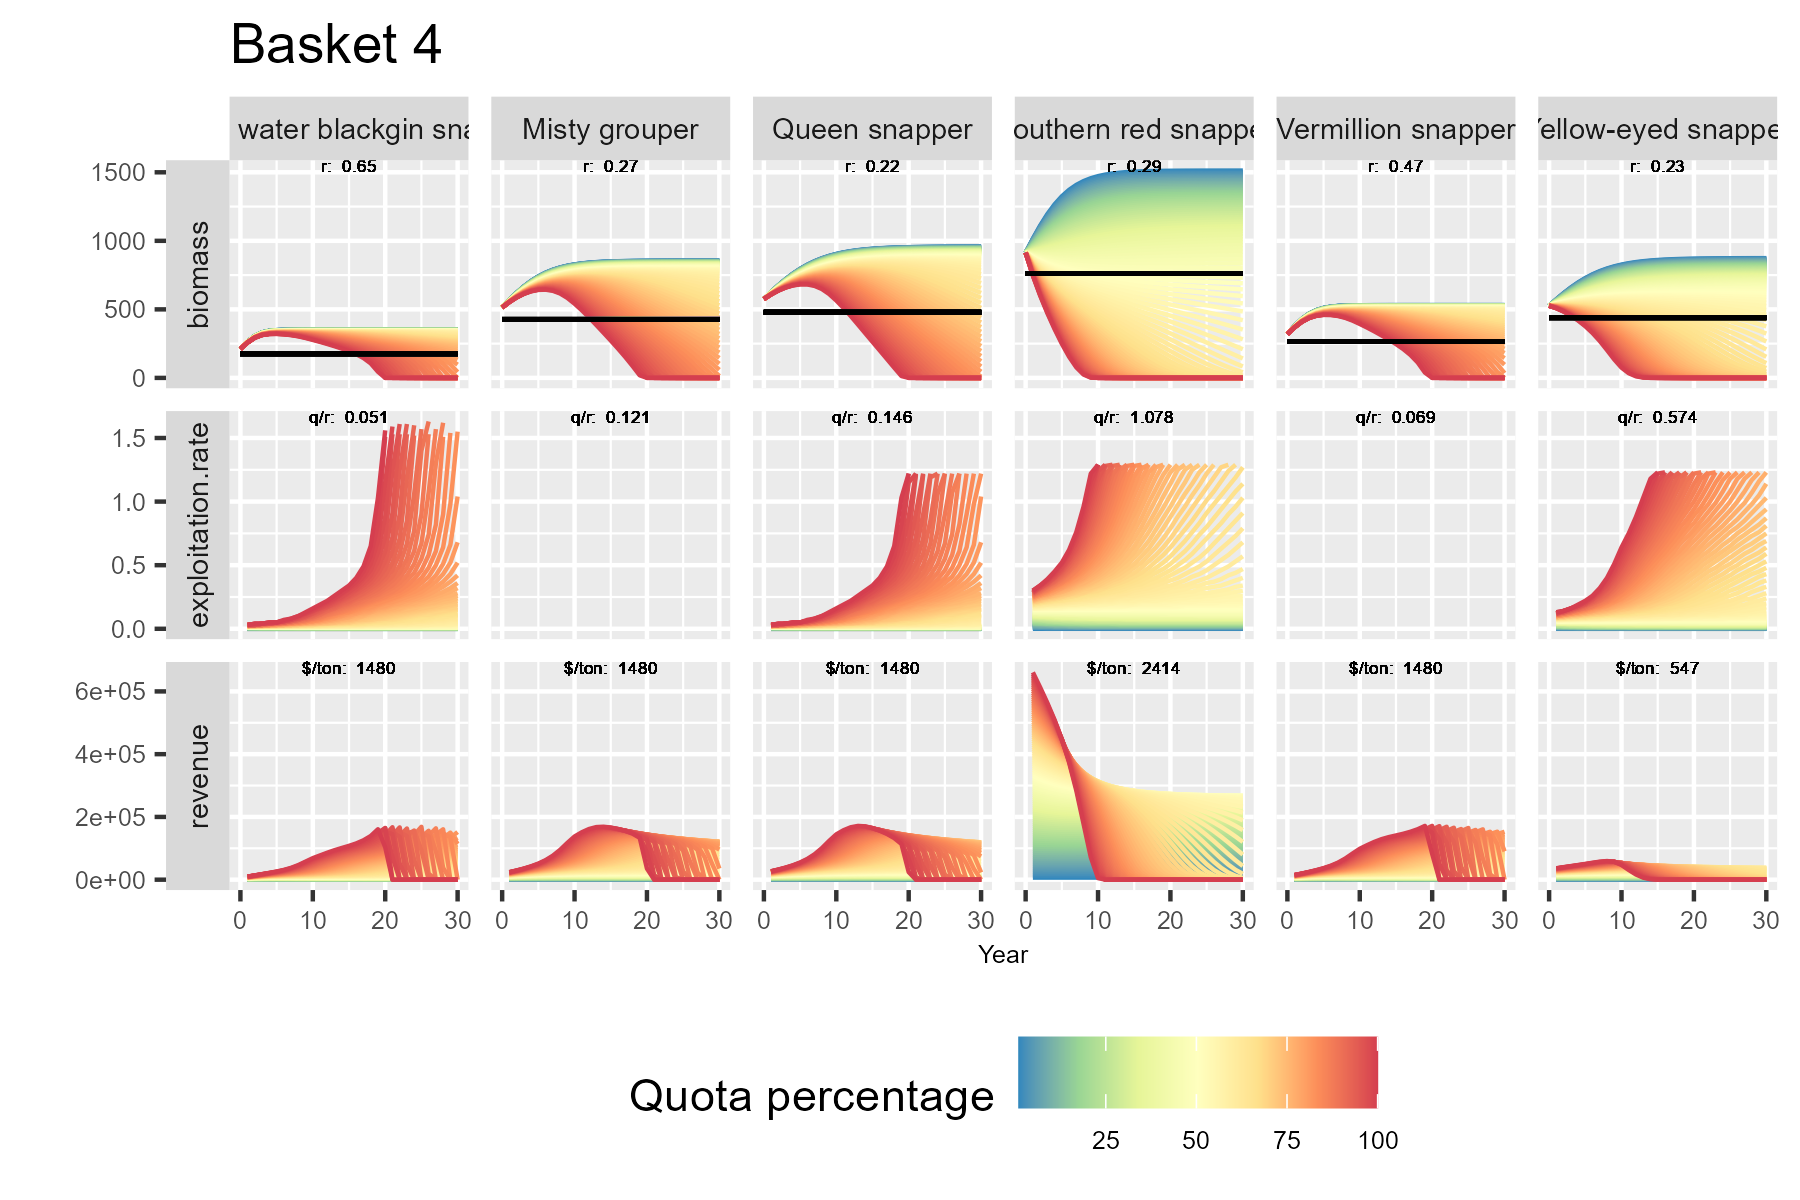 Basket 4
water blackgin sna Misty grouper Queen snapper outhern red snappe Vermillion snapper Yellow-eyed snappe
r: 0.65 r: 0.27 r: 0.22 r: 0.29 r: 0.47 r: 0.23
biomass
1500
1000
500
0
q/r: 0.051 q/r: 0.121 q/r: 0.146 q/r: 1.078 q/r: 0.069 q/r: 0.574
exploitation.rate
1.5
1.0
0.5
0.0
$/ton: 1480 $/ton: 1480 $/ton: 1480 $/ton: 2414 $/ton: 1480 $/ton: 547
revenue
6e+05
4e+05
2e+05
0e+00
0 10 20 30 0 10 20 30 0 10 20 30 0 10 20 30 0 10 20 30 0 10 20 30
Year
Quota percentage
25 50 75 100